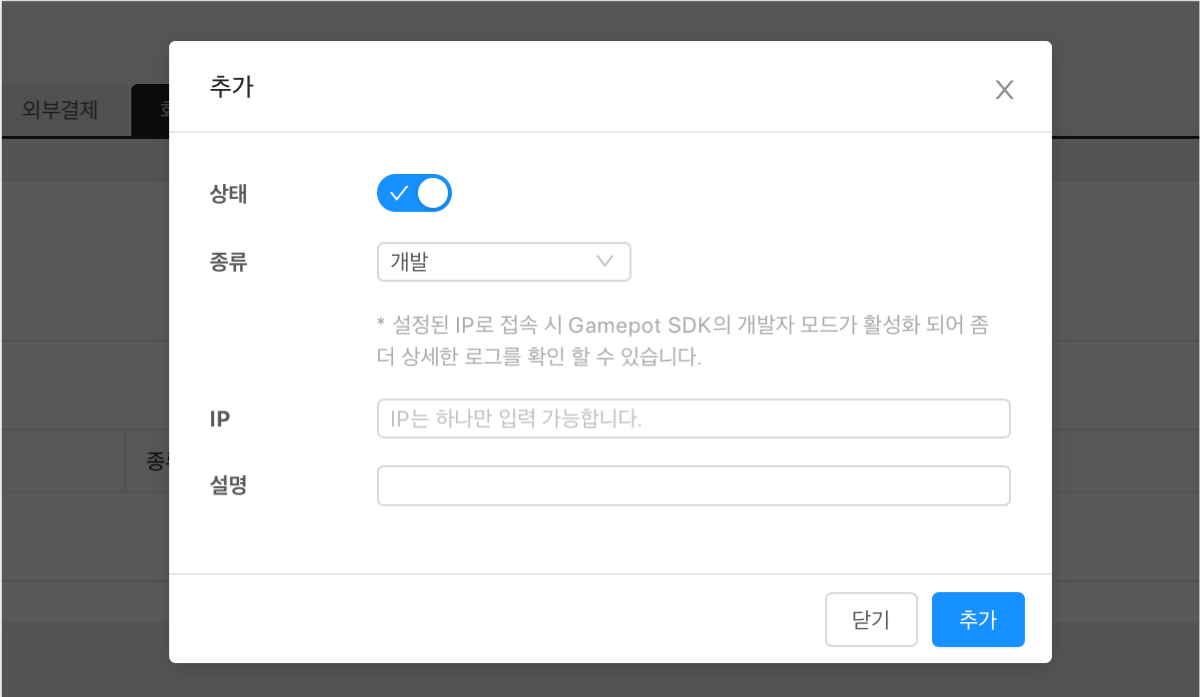 추가
외부결제
상태
종류
개발
* 설정된 IP로 접속 시 Gamepot SDK의 개발자 모드가 활성화 되어 좀
더 상세한 로그를 확인 할 수 있습니다.
IP
IP는 하나만 입력 가능합니다.
설명
닫기
추가